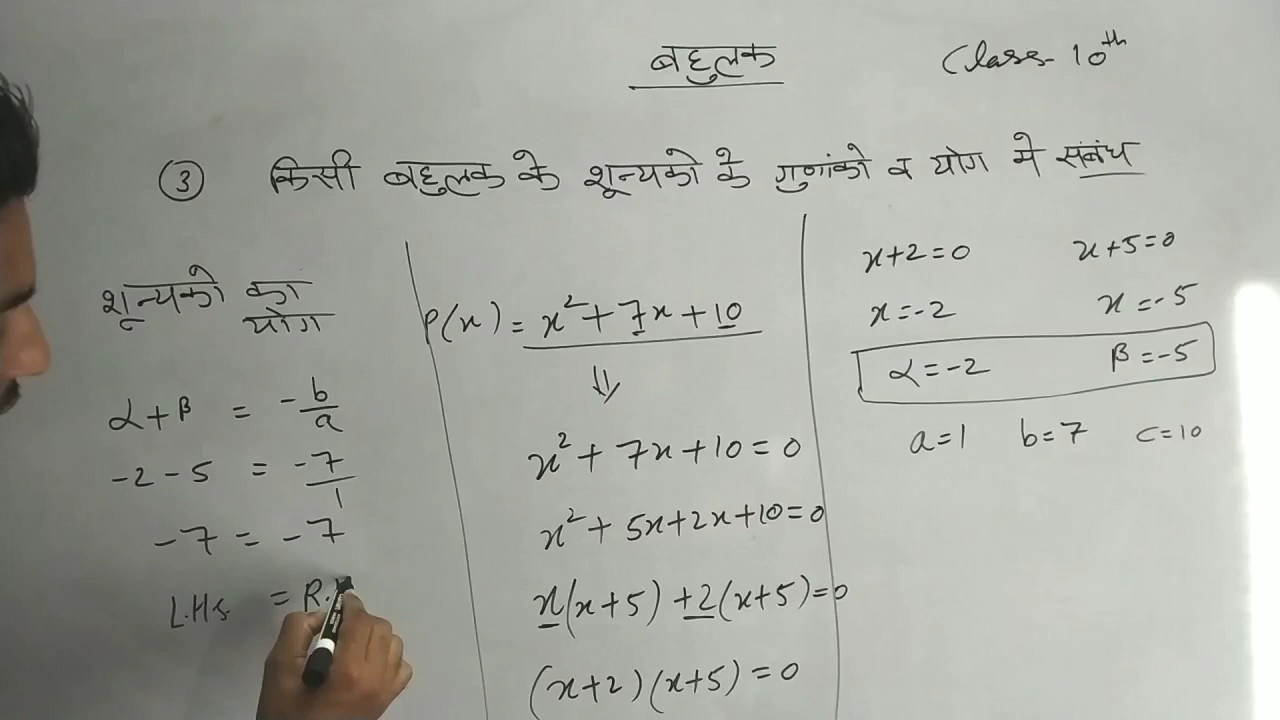 बहुलक Class-10th
③ किसी बहुलक के शून्यको के गुणांको व योग मे सबंध
शून्यको का
योग
α+β = -b/a
-2-5 = -7/1
-7 = -7
L.H.S. = R.H
P(x) = x²+7x+10
⇓
x²+7x+10=0
x²+5x+2x+10=0
x(x+5)+2(x+5)=0
(x+2)(x+5)=0
x+2=0 x+5=0
x=-2 x=-5
α=-2 β=-5
a=1 b=7 c=10